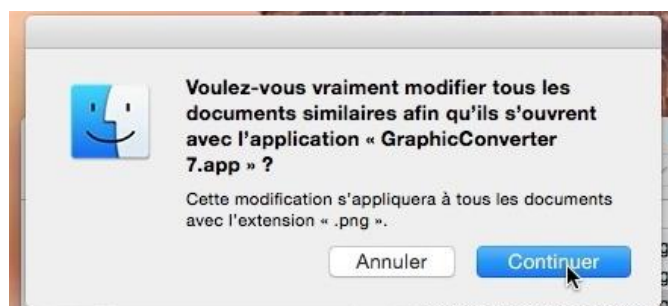 Voulez-vous vraiment modifier tous les
documents similaires afin qu'ils s'ouvrent
avec l'application « GraphicConverter
7.app » ?
Cette modification s'appliquera à tous les documents
avec l'extension « .png ».
Annuler
Continuer